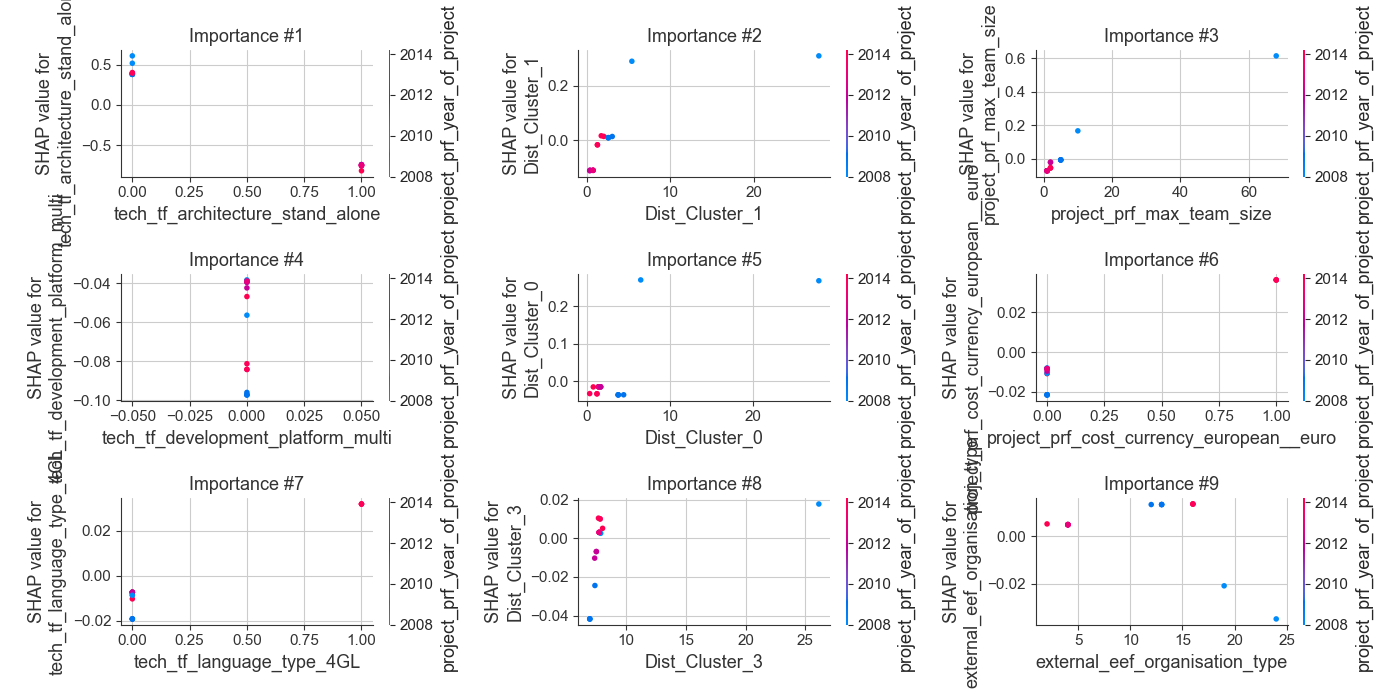 Importance #1
SHAP value for
tech_tf_architecture_stand_alone
0.5
0.0
−0.5
0.00
0.25
0.50
0.75
1.00
tech_tf_architecture_stand_alone
2014
2012
2010
2008
project_prf_year_of_project
Importance #2
SHAP value for
Dist_Cluster_1
0.2
0.0
0
10
20
Dist_Cluster_1
2014
2012
2010
2008
project_prf_year_of_project
Importance #3
SHAP value for
project_prf_max_team_size
0.6
0.4
0.2
0.0
0
20
40
60
project_prf_max_team_size
2014
2012
2010
2008
project_prf_year_of_project
Importance #4
SHAP value for
tech_tf_development_platform_multi
−0.04
−0.06
−0.08
−0.10
−0.050
−0.025
0.000
0.025
0.050
tech_tf_development_platform_multi
2014
2012
2010
2008
project_prf_year_of_project
Importance #5
SHAP value for
Dist_Cluster_0
0.2
0.1
0.0
0
10
20
Dist_Cluster_0
2014
2012
2010
2008
project_prf_year_of_project
Importance #6
SHAP value for
project_prf_cost_currency_european__euro
0.02
0.00
−0.02
0.00
0.25
0.50
0.75
1.00
project_prf_cost_currency_european__euro
2014
2012
2010
2008
project_prf_year_of_project
Importance #7
SHAP value for
tech_tf_language_type_4GL
0.02
0.00
−0.02
0.00
0.25
0.50
0.75
1.00
tech_tf_language_type_4GL
2014
2012
2010
2008
project_prf_year_of_project
Importance #8
SHAP value for
Dist_Cluster_3
0.02
0.00
−0.02
−0.04
10
15
20
25
Dist_Cluster_3
2014
2012
2010
2008
project_prf_year_of_project
Importance #9
SHAP value for
external_eef_organisation_type
0.00
−0.02
5
10
15
20
25
external_eef_organisation_type
2014
2012
2010
2008
project_prf_year_of_project